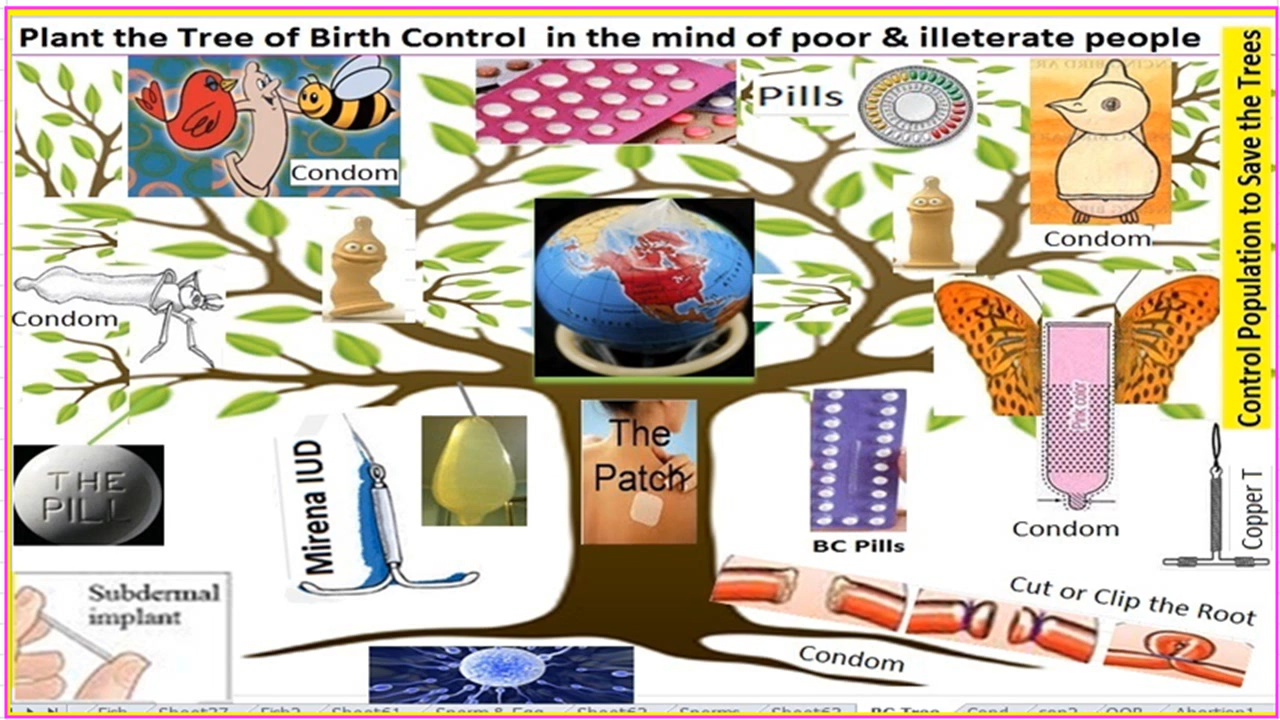 Plant the Tree of Birth Control in the mind of poor & illeterate people
Control Population to Save the Trees
Condom
Pills
Condom
Condom
THE
PILL
Mirena IUD
The
Patch
BC Pills
Pink color
Condom
Copper T
Subdermal
implant
Cut or Clip the Root
Condom